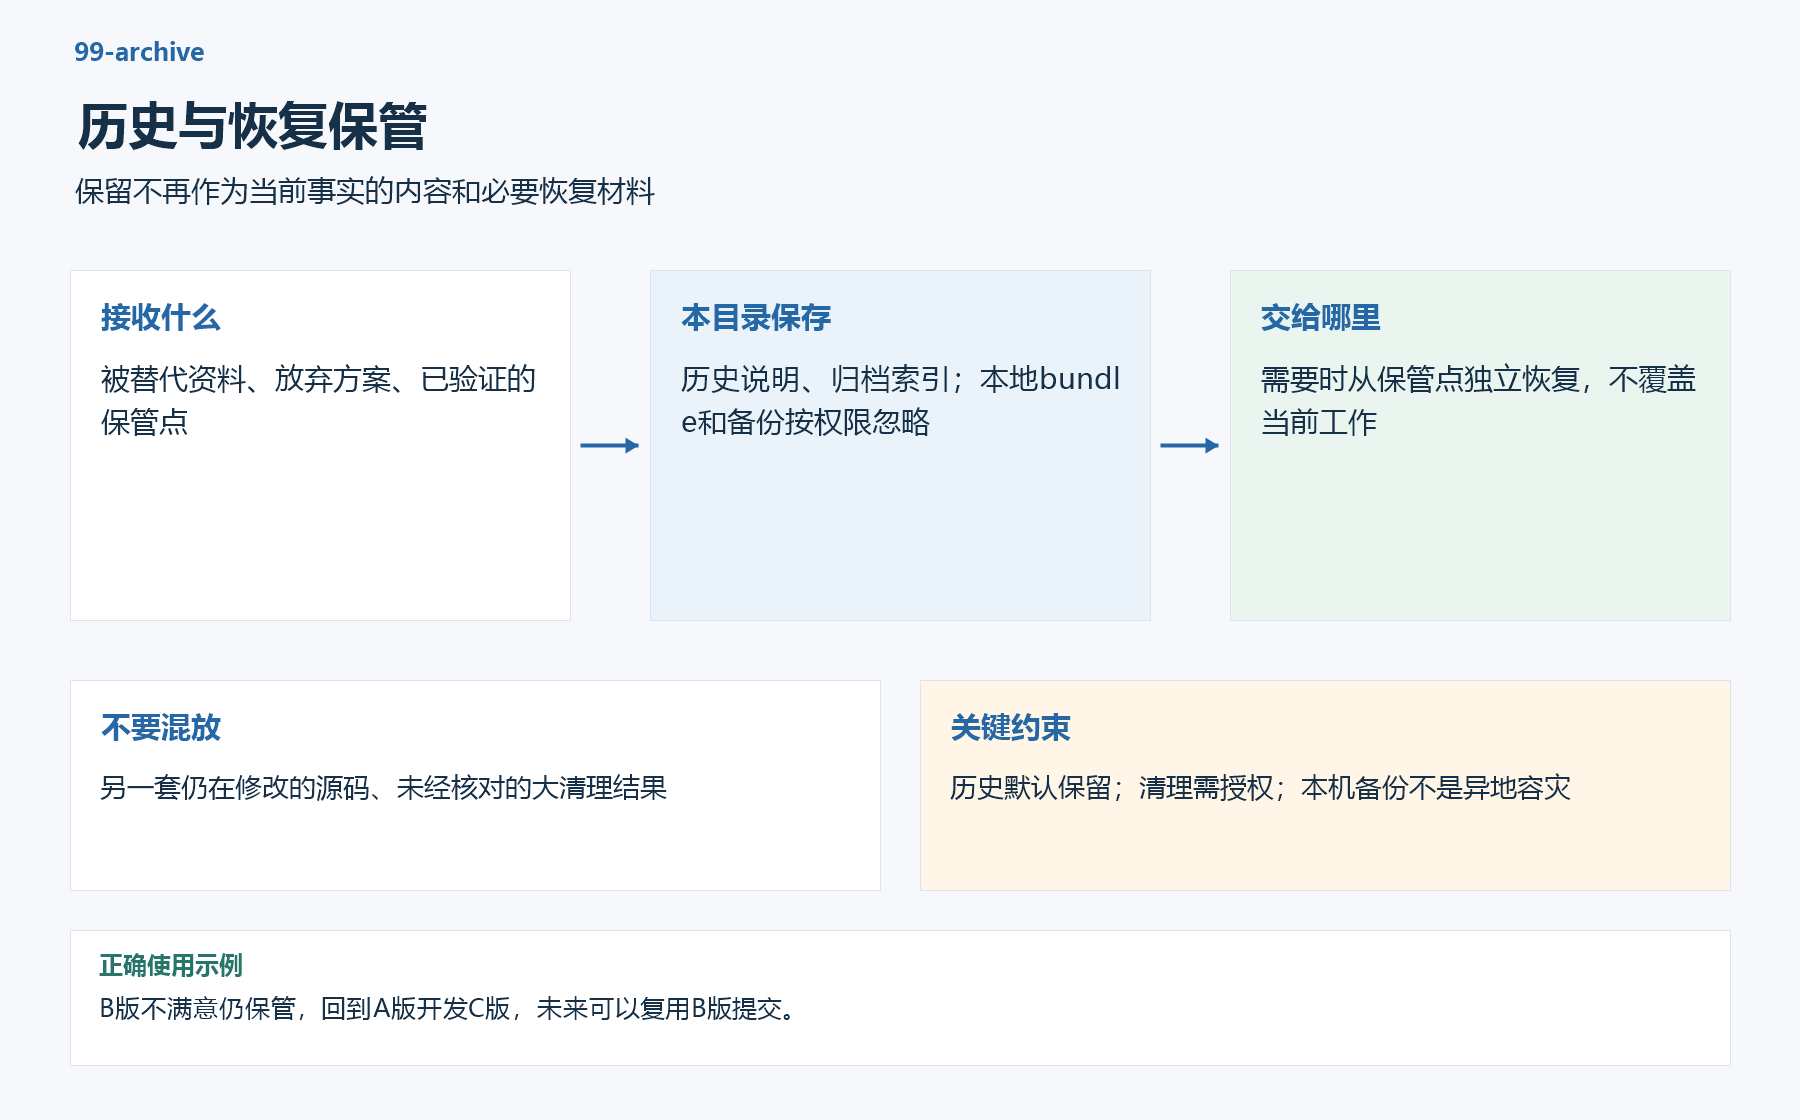 99-archive
历史与恢复保管
保留不再作为当前事实的内容和必要恢复材料
接收什么
被替代资料、放弃方案、已验证的
保管点
本目录保存
历史说明、归档索引；本地bundl
e和备份按权限忽略
交给哪里
需要时从保管点独立恢复，不覆盖
当前工作
不要混放
另一套仍在修改的源码、未经核对的大清理结果
关键约束
历史默认保留；清理需授权；本机备份不是异地容灾
正确使用示例
B版不满意仍保管，回到A版开发C版，未来可以复用B版提交。